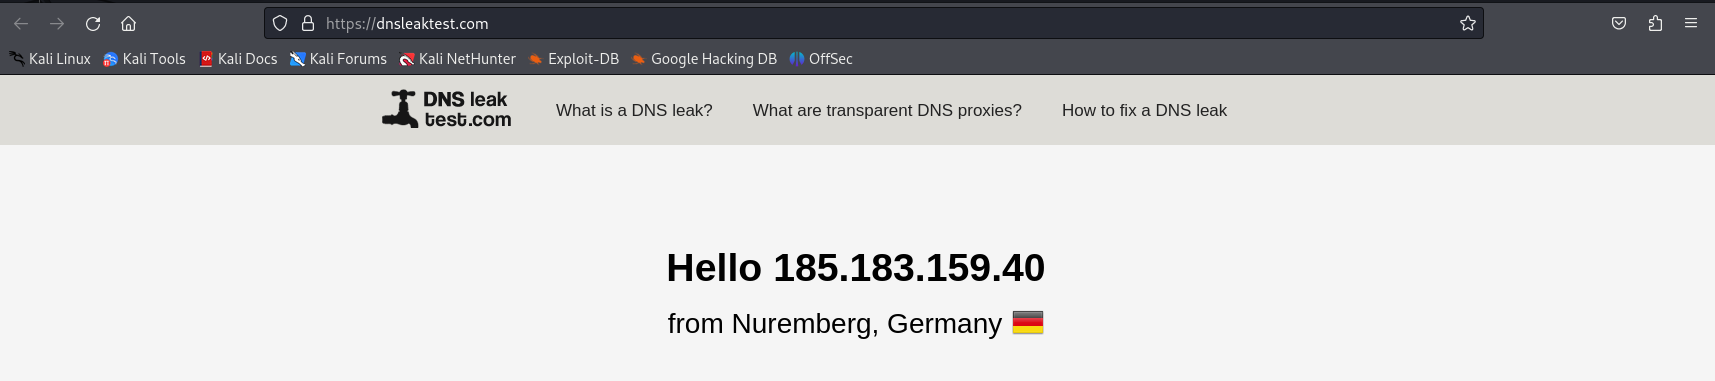 https://dnsleaktest.com
Kali Linux Kali Tools Kali Docs Kali Forums Kali NetHunter Exploit-DB Google Hacking DB OffSec
DNS leak
test.com
What is a DNS leak? What are transparent DNS proxies? How to fix a DNS leak
Hello 185.183.159.40
from Nuremberg, Germany